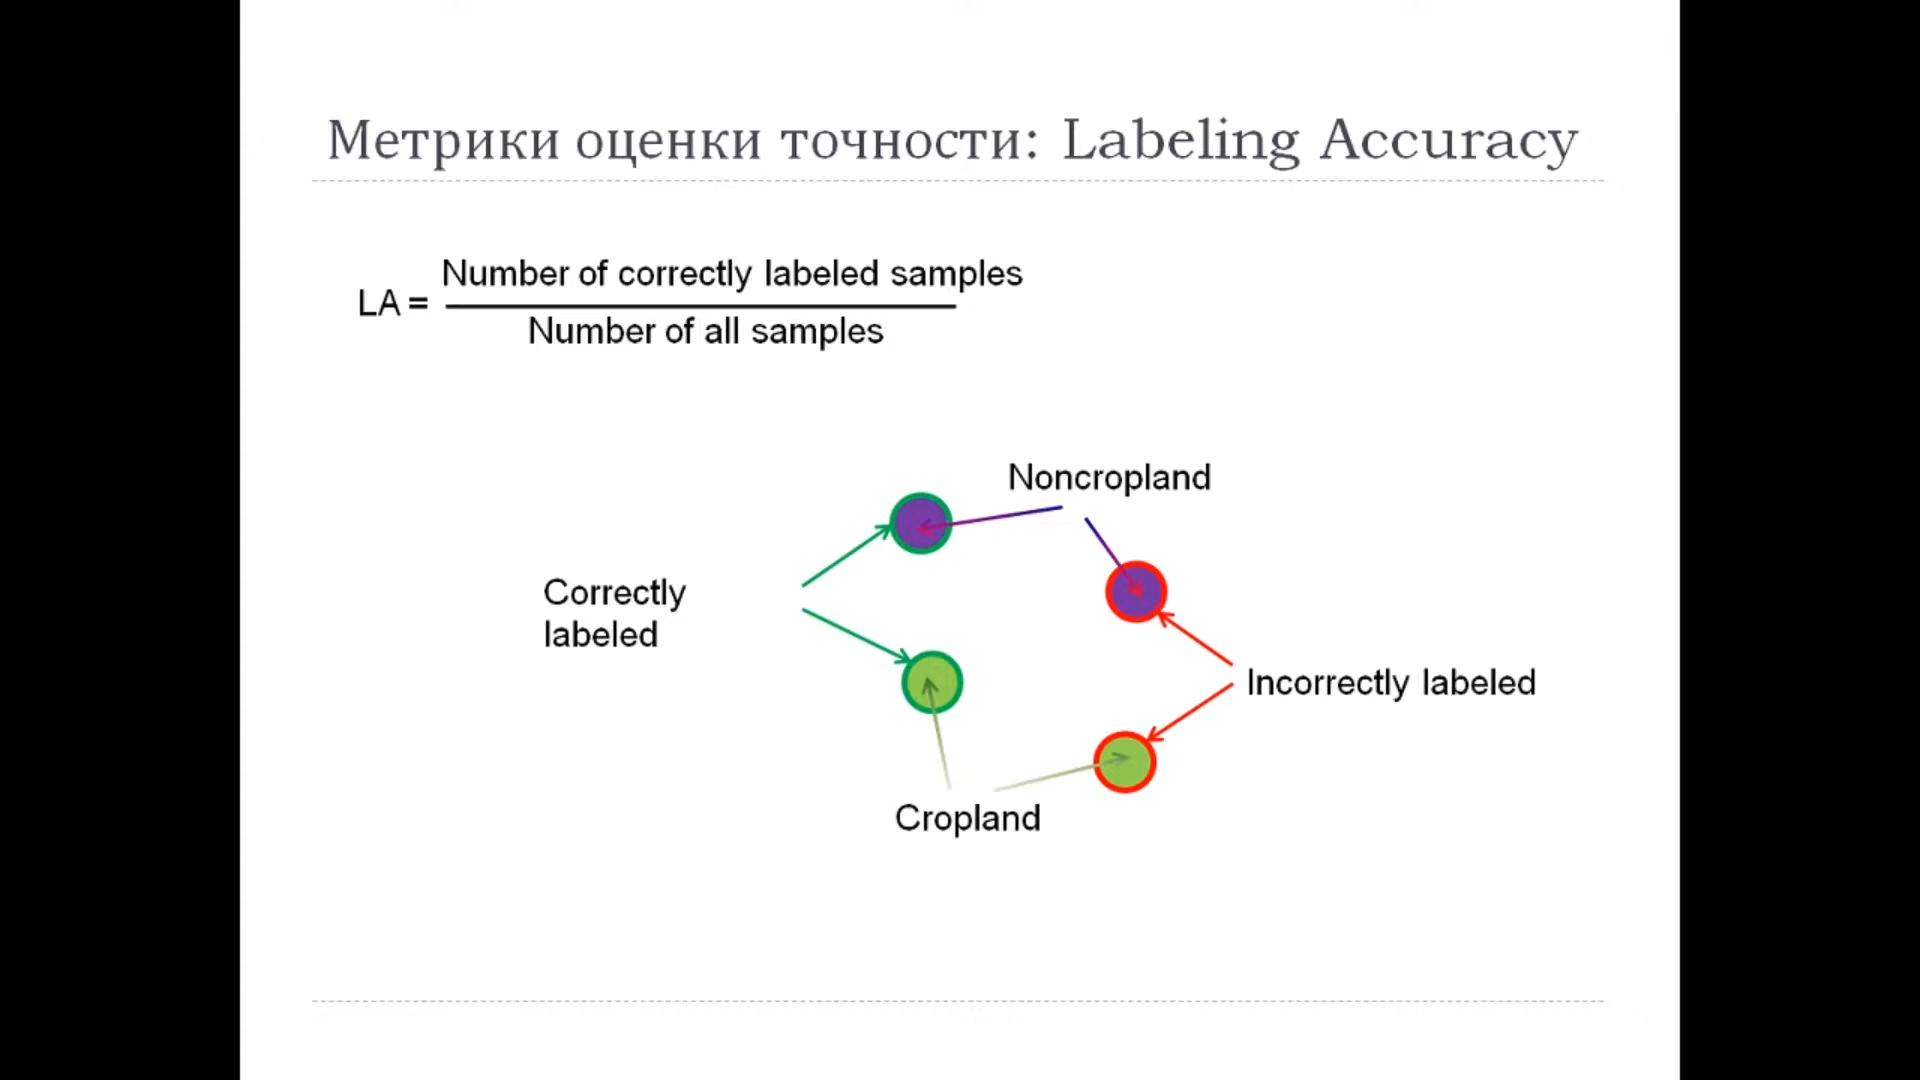 Метрики оценки точности: Labeling Accuracy
Number of correctly labeled samples
LA =
Number of all samples
Noncropland
Correctly
labeled
Incorrectly labeled
Cropland